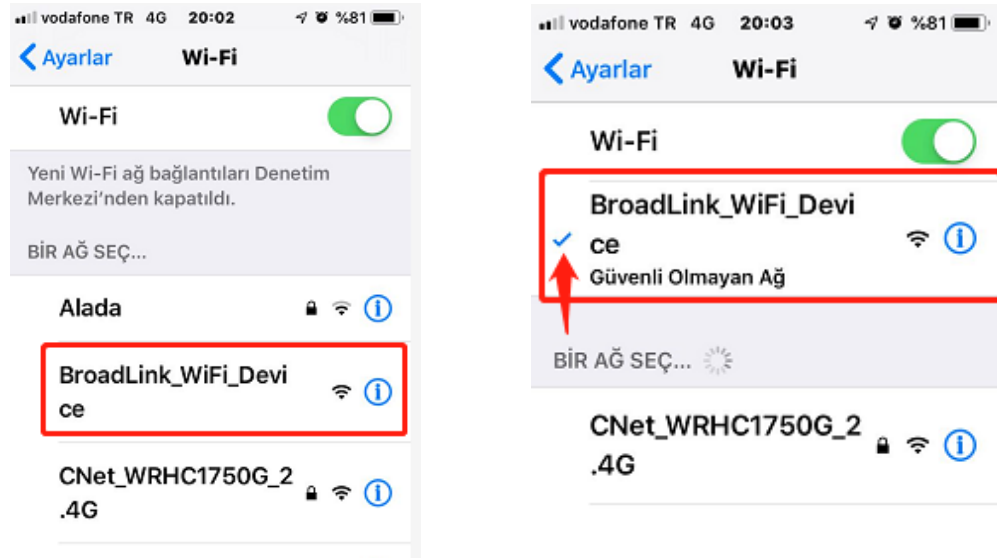 vodafone TR 4G 20:02 %81
Ayarlar Wi-Fi
Wi-Fi
Yeni Wi-Fi ağ bağlantıları Denetim
Merkezi'nden kapatıldı.
BİR AĞ SEÇ...
Alada
BroadLink_WiFi_Devi
ce
CNet_WRHC1750G_2
.4G
vodafone TR 4G 20:03 %81
Ayarlar Wi-Fi
Wi-Fi
BroadLink_WiFi_Devi
ce
Güvenli Olmayan Ağ
BİR AĞ SEÇ...
CNet_WRHC1750G_2
.4G